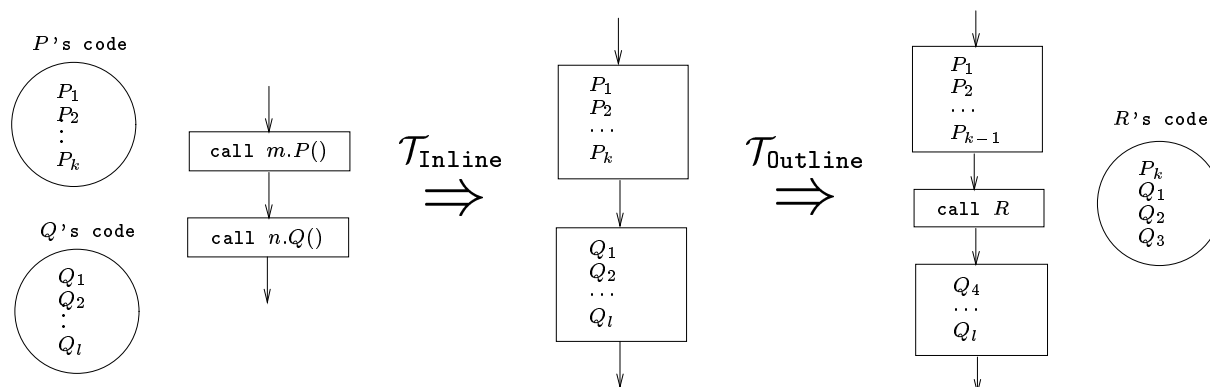 P's code
P₁
P₂
.
.
Pₖ
Q's code
Q₁
Q₂
.
.
Qₗ
call m.P()
call n.Q()
𝒯Inline
⇒
P₁
P₂
...
Pₖ
Q₁
Q₂
...
Qₗ
𝒯Outline
⇒
P₁
P₂
...
Pₖ₋₁
call R
Q₄
...
Qₗ
R's code
Pₖ
Q₁
Q₂
Q₃